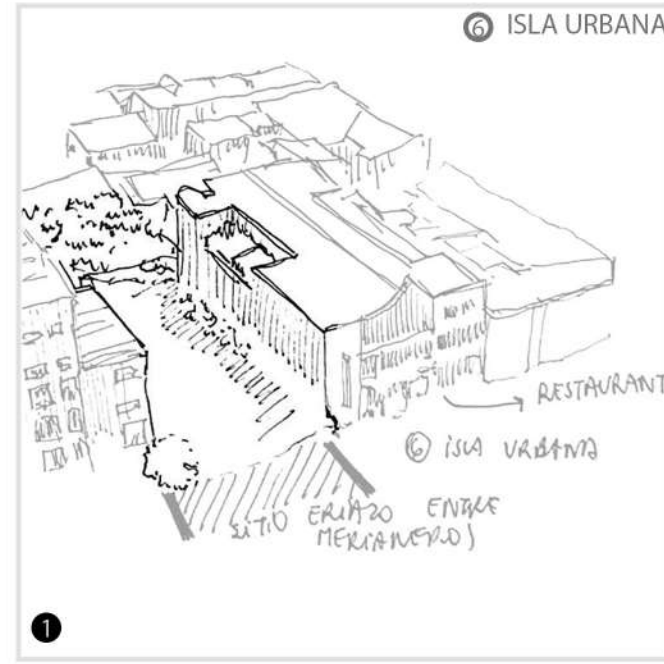 6 ISLA URBANA
RESTAURANT
6 ISLA URBANA
SITIO ERIAZO ENTRE
MEDIANEROS
1